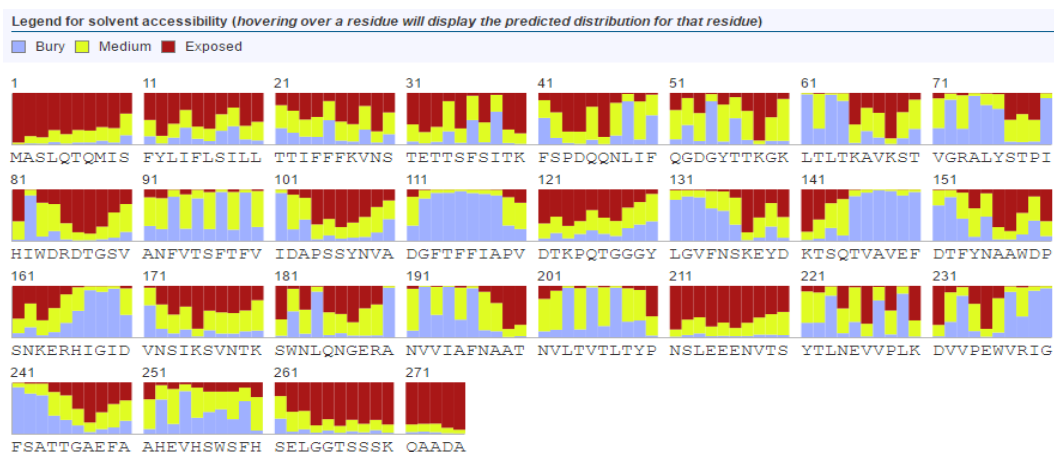 Legend for solvent accessibility (hovering over a residue will display the predicted distribution for that residue)
Bury Medium Exposed
1 11 21 31 41 51 61 71
MASLQTQMIS FYLIFLSILL TTIFFFKVNS TETTSFSITK FSPDQQNLIF QGDGYTTKGK LTLTKAVKST VGRALYSTPI
81 91 101 111 121 131 141 151
HIWDRDTGSV ANFVTSFTFV IDAPSSYNVA DGFTFFIAPV DTKPQTGGGY LGVFNSKEYD KTSQTVAVEF DTFYNAAWDP
161 171 181 191 201 211 221 231
SNKERHIGID VNSIKSVNTK SWNLQNGERA NVVIAFNAAT NVLTVTLTYP NSLEEENVTS YTLNEVVPLK DVVPEWVRIG
241 251 261 271
FSATTGAEFA AHEVHSWSFH SELGGTSSSK QAADA